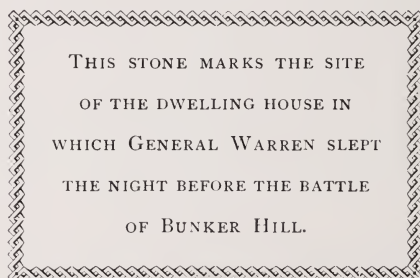 This stone marks the site
of the dwelling house in
which General Warren slept
the night before the battle
of Bunker Hill.